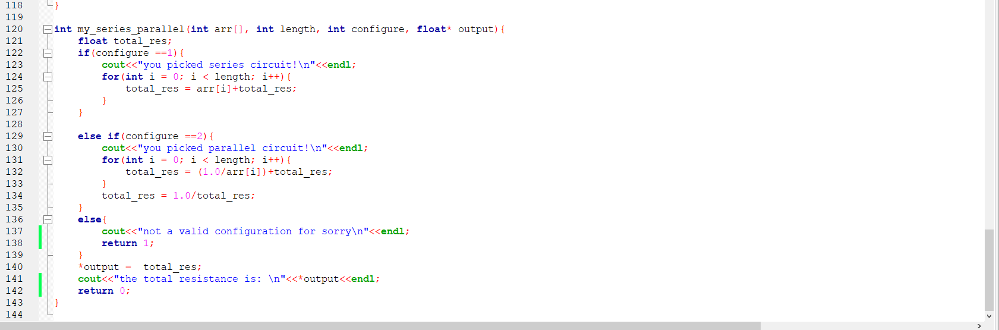 118 }
119
120 int my_series_parallel(int arr[], int length, int configure, float* output){
121     float total_res;
122     if(configure ==1){
123         cout<<"you picked series circuit!\n"<<endl;
124         for(int i = 0; i < length; i++){
125             total_res = arr[i]+total_res;
126         }
127     }
128
129     else if(configure ==2){
130         cout<<"you picked parallel circuit!\n"<<endl;
131         for(int i = 0; i < length; i++){
132             total_res = (1.0/arr[i])+total_res;
133         }
134         total_res = 1.0/total_res;
135     }
136     else{
137         cout<<"not a valid configuration for sorry\n"<<endl;
138         return 1;
139     }
140     *output =  total_res;
141     cout<<"the total resistance is: \n"<<*output<<endl;
142     return 0;
143 }
144